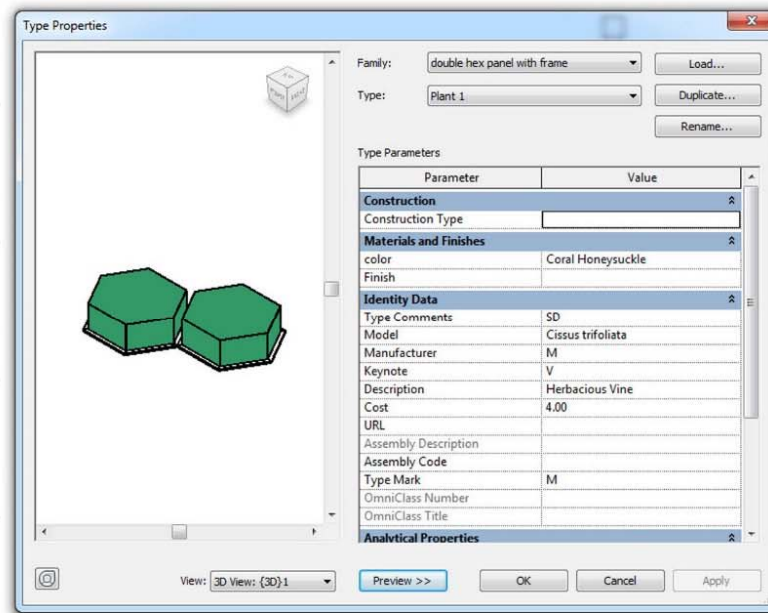 Type Properties
Family: double hex panel with frame Load...
Type: Plant 1 Duplicate...
Rename...
Type Parameters
Parameter Value
Construction
Construction Type
Materials and Finishes
color Coral Honeysuckle
Finish
Identity Data
Type Comments SD
Model Cissus trifoliata
Manufacturer M
Keynote V
Description Herbacious Vine
Cost 4.00
URL
Assembly Description
Assembly Code
Type Mark M
OmniClass Number
OmniClass Title
Analytical Properties
View: 3D View: {3D}1 Preview >> OK Cancel Apply